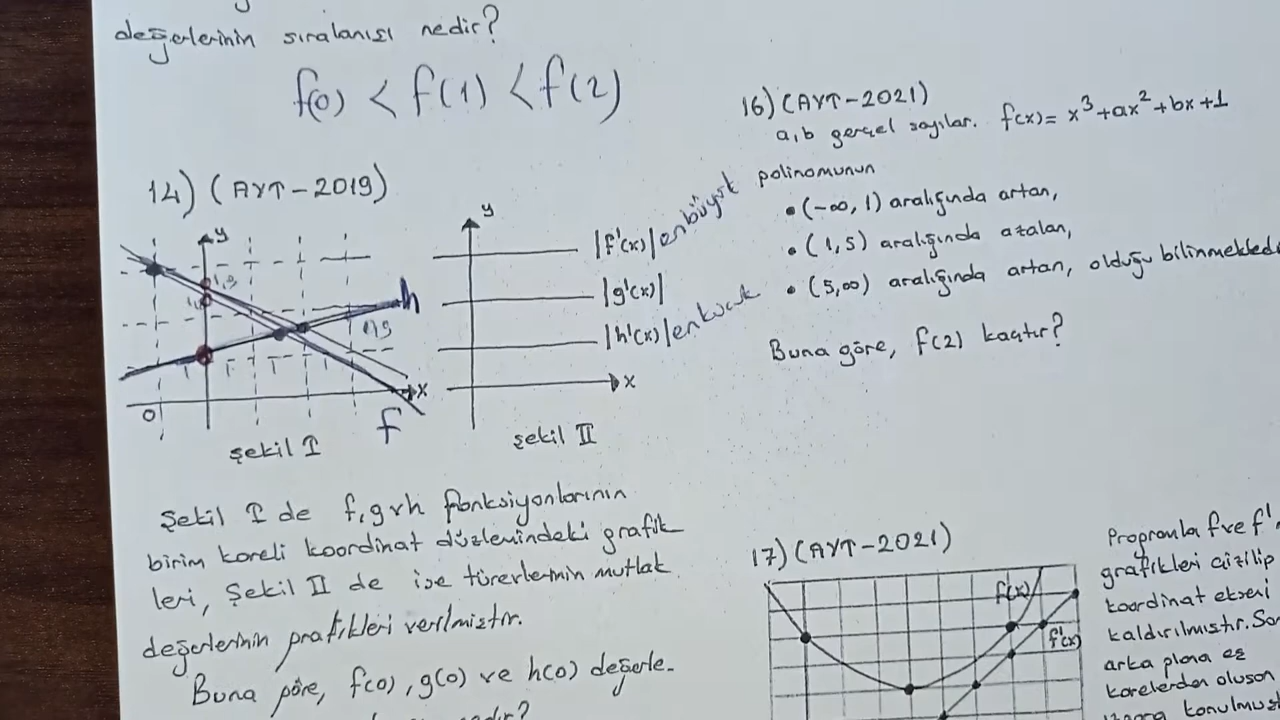 değerlerinin sıralanışı nedir?
f(0) < f(1) < f(2)
14) (AYT-2019)
y
h
x
0
f
şekil I
y
|f'(x)| en büyük
|g'(x)|
|h'(x)| en küçük
x
şekil II
Şekil I de f,g vh fonksiyonlarının
birim kareli koordinat düzlemindeki grafik
leri, Şekil II de ise türevlerinin mutlak
değerlerinin grafikleri verilmiştir.
Buna göre, f(0), g(0) ve h(0) değerle-
16) (AYT-2021)
a,b gerçel sayılar. f(x)= x³+ax²+bx+1
polinomunun
• (-∞, 1) aralığında artan,
• (1, 5) aralığında azalan,
• (5,∞) aralığında artan, olduğu
Buna göre, f(2) kaçtır?
17) (AYT-2021)
f(x)
f'(x)
Programla f ve f'
grafikleri çizilip
koordinat ekseni
kaldırılmıştır.
arka plana eş
karelerden oluşan